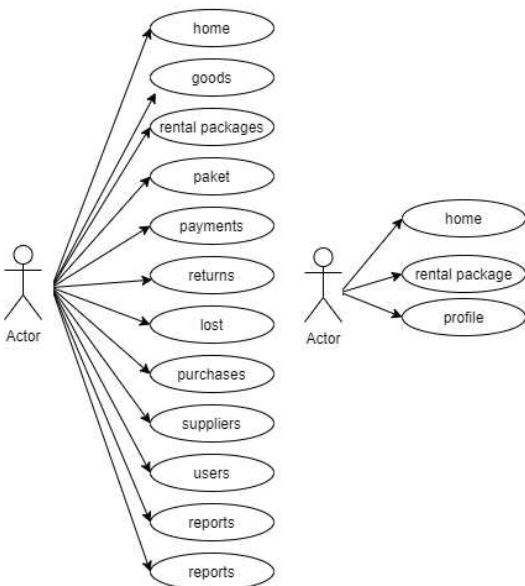 home
goods
rental packages
paket
payments
returns
lost
purchases
suppliers
users
reports
reports
Actor
home
rental package
profile
Actor